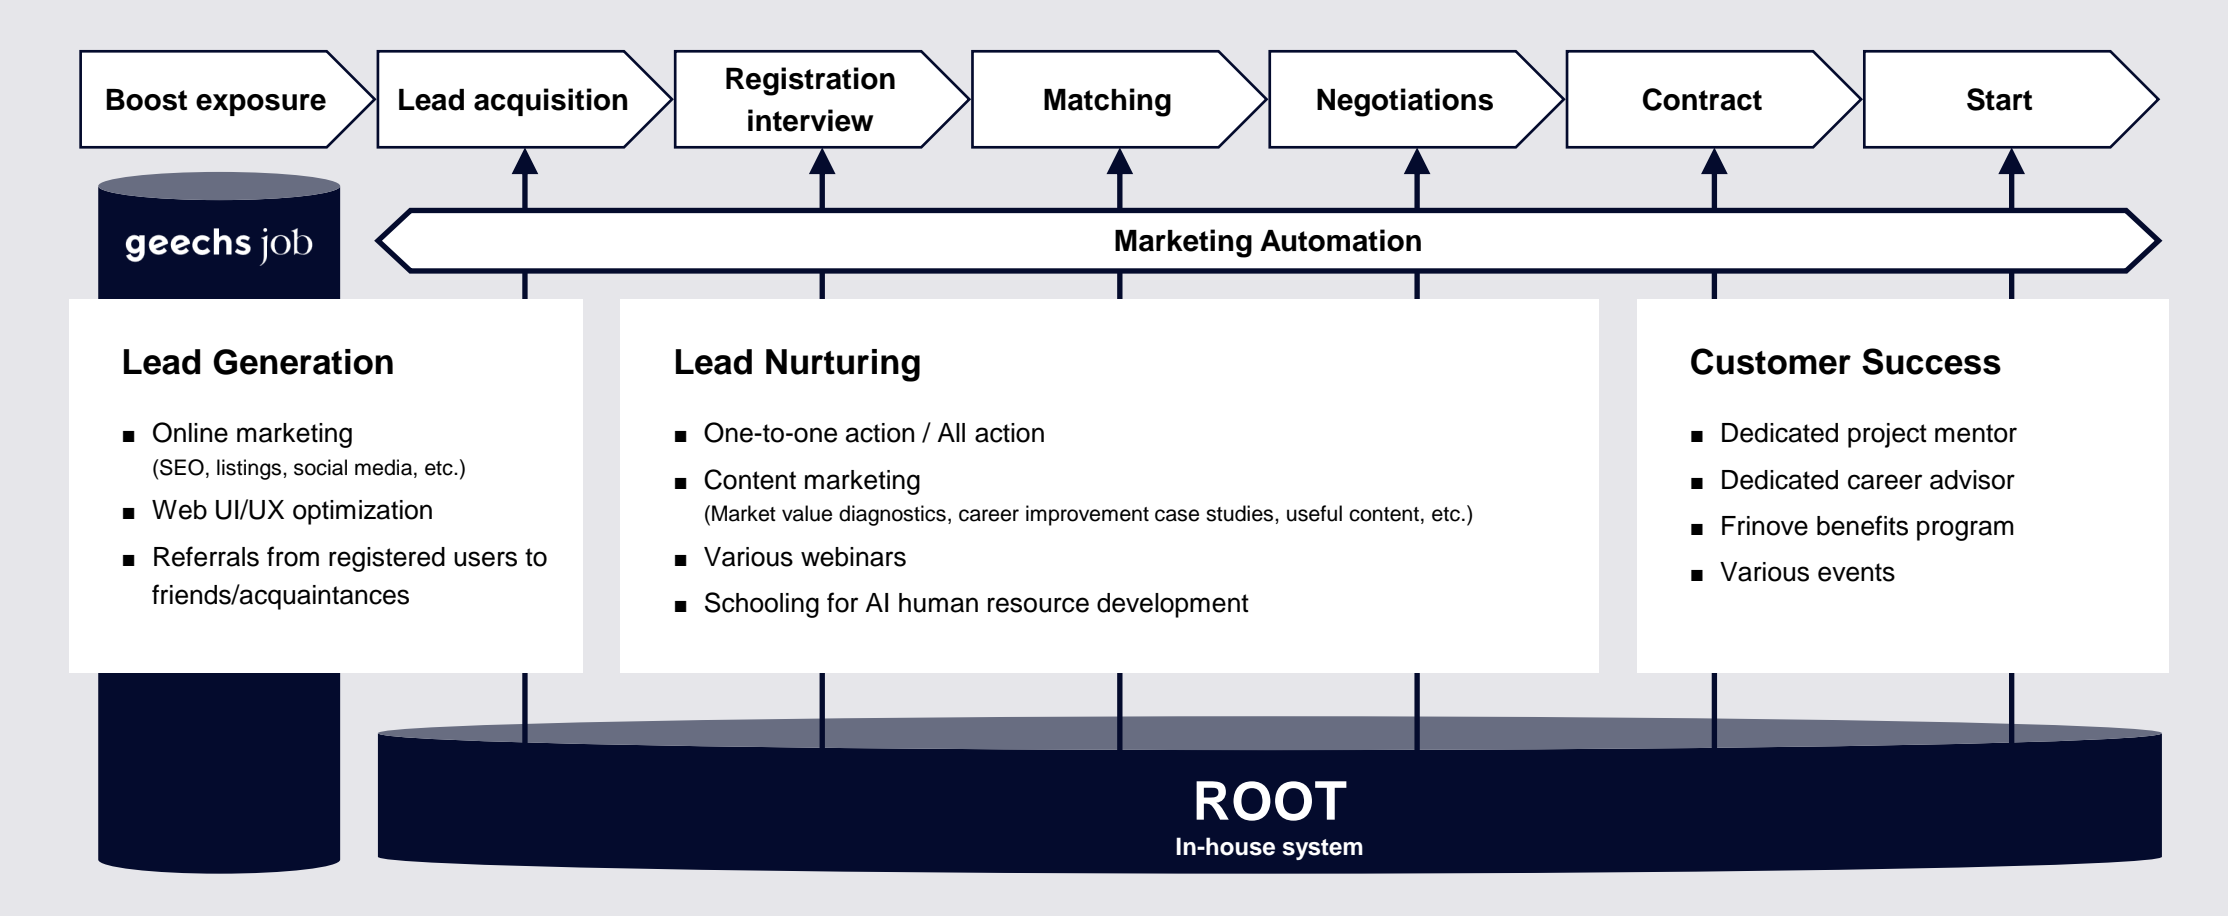 Boost exposure
Lead acquisition
Registration
interview
Matching
Negotiations
Contract
Start
geechs job
Marketing Automation
Lead Generation
■ Online marketing
(SEO, listings, social media, etc.)
■ Web UI/UX optimization
■ Referrals from registered users to
friends/acquaintances
Lead Nurturing
■ One-to-one action / All action
■ Content marketing
(Market value diagnostics, career improvement case studies, useful content, etc.)
■ Various webinars
■ Schooling for AI human resource development
Customer Success
■ Dedicated project mentor
■ Dedicated career advisor
■ Frinove benefits program
■ Various events
ROOT
In-house system